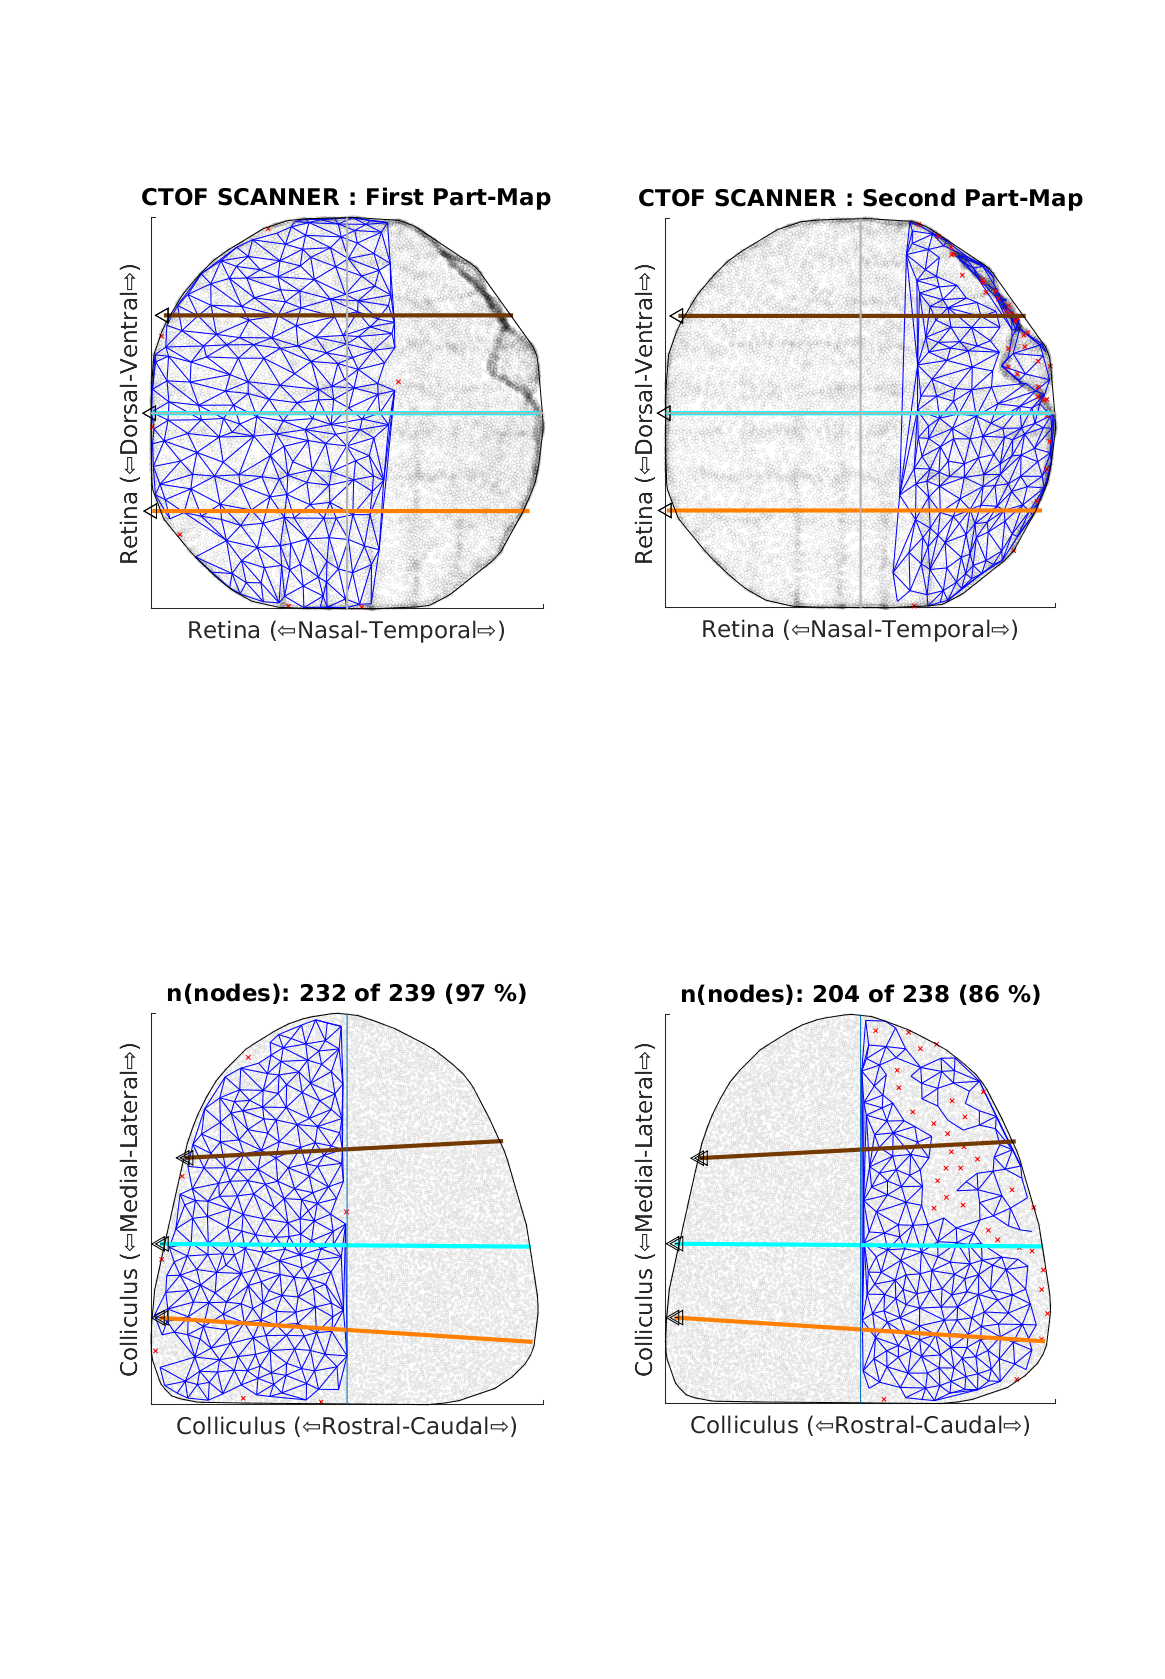 CTOF SCANNER : First Part-Map
CTOF SCANNER : Second Part-Map
Retina (⇦Dorsal-Ventral⇨)
Retina (⇦Dorsal-Ventral⇨)
Retina (⇦Nasal-Temporal⇨)
Retina (⇦Nasal-Temporal⇨)
n(nodes): 232 of 239 (97 %)
n(nodes): 204 of 238 (86 %)
Colliculus (⇦Medial-Lateral⇨)
Colliculus (⇦Medial-Lateral⇨)
Colliculus (⇦Rostral-Caudal⇨)
Colliculus (⇦Rostral-Caudal⇨)